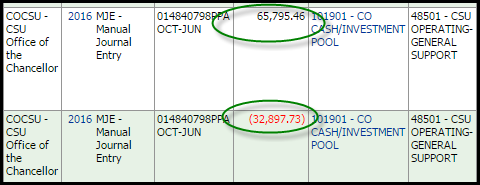 COCSU - CSU Office of the Chancellor 2016 MJE - Manual Journal Entry 014840798PPA OCT-JUN 65,795.46 101901 - CO CASH/INVESTMENT POOL 48501 - CSU OPERATING-GENERAL SUPPORT
COCSU - CSU Office of the Chancellor 2016 MJE - Manual Journal Entry 014840798PPA OCT-JUN (32,897.73) 101901 - CO CASH/INVESTMENT POOL 48501 - CSU OPERATING-GENERAL SUPPORT